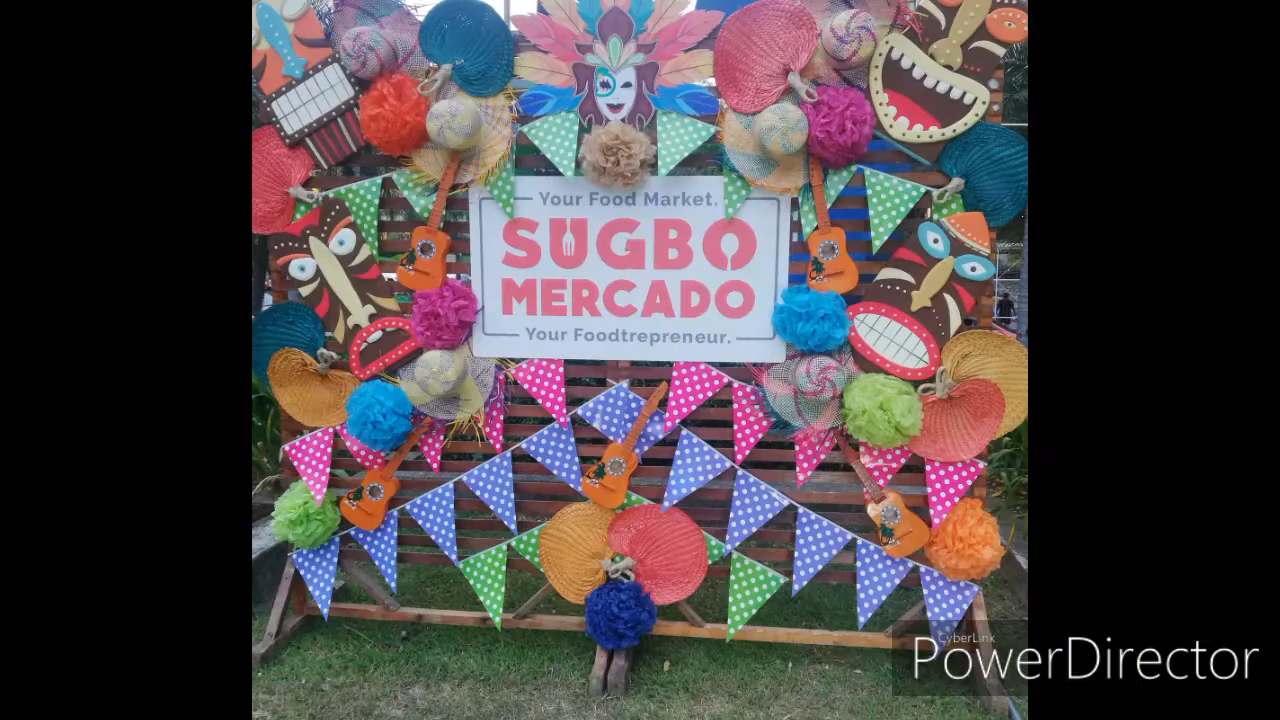 Your Food Market.
SUGBO
MERCADO
Your Foodtrepreneur.
CyberLink
PowerDirector